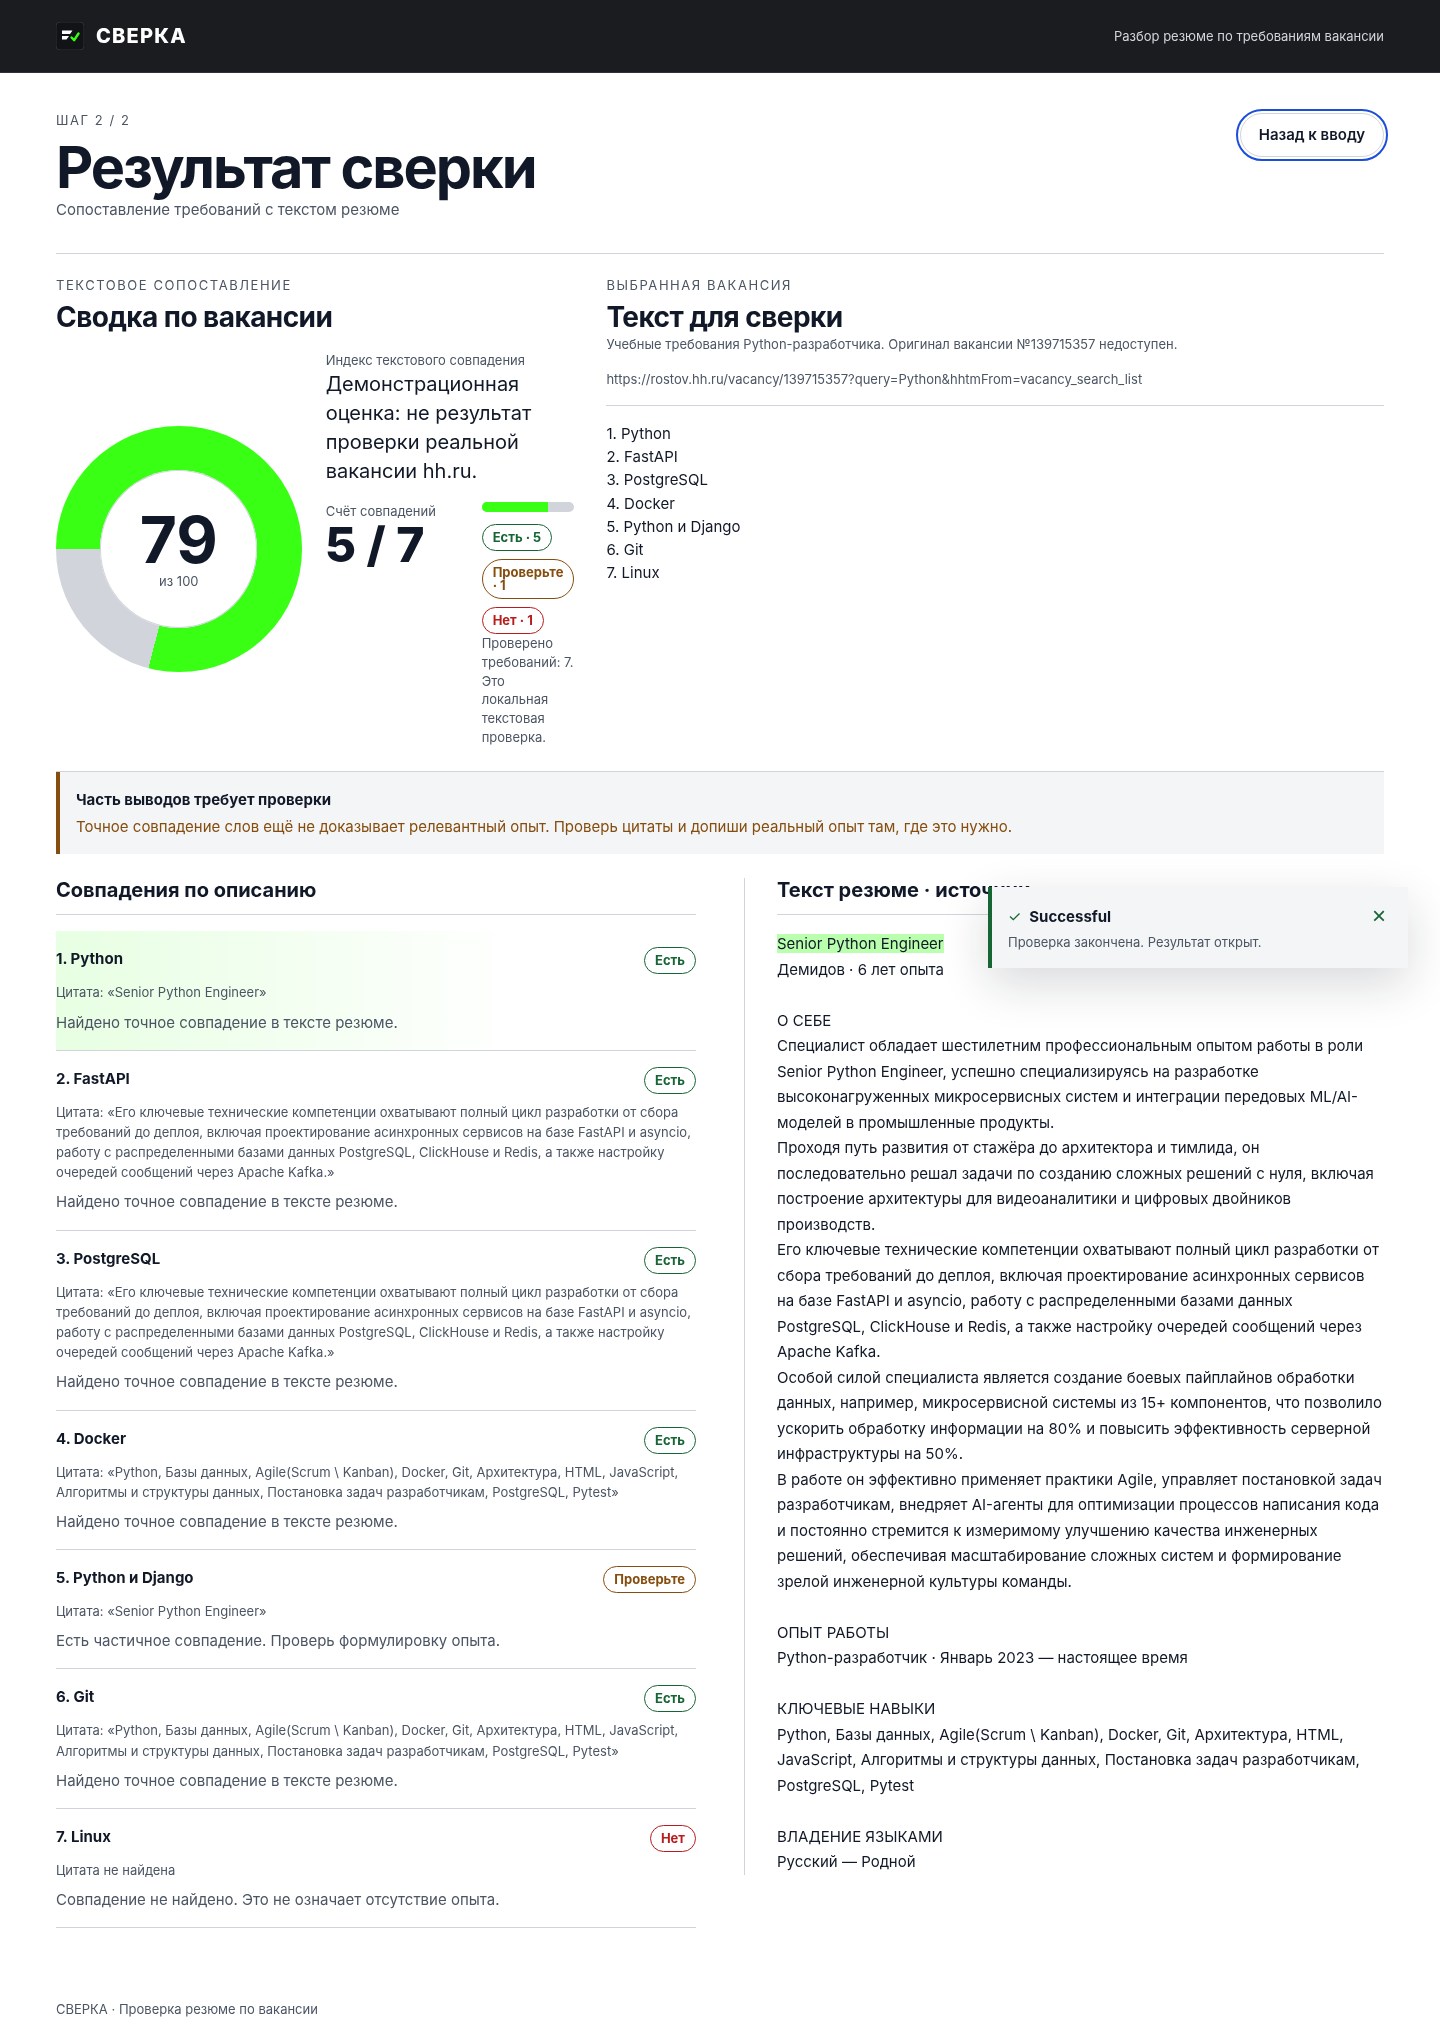 СВЕРКА
Разбор резюме по требованиям вакансии
ШАГ 2 / 2
Результат сверки
Сопоставление требований с текстом резюме
Назад к вводу
ТЕКСТОВОЕ СОПОСТАВЛЕНИЕ
Сводка по вакансии
79
из 100
Индекс текстового совпадения
Демонстрационная
оценка: не результат
проверки реальной
вакансии hh.ru.
Счёт совпадений
5 / 7
Есть · 5
Проверьте
· 1
Нет · 1
Проверено
требований: 7.
Это
локальная
текстовая
проверка.
ВЫБРАННАЯ ВАКАНСИЯ
Текст для сверки
Учебные требования Python-разработчика. Оригинал вакансии №139715357 недоступен.
https://rostov.hh.ru/vacancy/139715357?query=Python&hhtmFrom=vacancy_search_list
1. Python
2. FastAPI
3. PostgreSQL
4. Docker
5. Python и Django
6. Git
7. Linux
Часть выводов требует проверки
Точное совпадение слов ещё не доказывает релевантный опыт. Проверь цитаты и допиши реальный опыт там, где это нужно.
Совпадения по описанию
1. Python
Есть
Цитата: «Senior Python Engineer»
Найдено точное совпадение в тексте резюме.
2. FastAPI
Есть
Цитата: «Его ключевые технические компетенции охватывают полный цикл разработки от сбора
требований до деплоя, включая проектирование асинхронных сервисов на базе FastAPI и asyncio,
работу с распределенными базами данных PostgreSQL, ClickHouse и Redis, а также настройку
очередей сообщений через Apache Kafka.»
Найдено точное совпадение в тексте резюме.
3. PostgreSQL
Есть
Цитата: «Его ключевые технические компетенции охватывают полный цикл разработки от сбора
требований до деплоя, включая проектирование асинхронных сервисов на базе FastAPI и asyncio,
работу с распределенными базами данных PostgreSQL, ClickHouse и Redis, а также настройку
очередей сообщений через Apache Kafka.»
Найдено точное совпадение в тексте резюме.
4. Docker
Есть
Цитата: «Python, Базы данных, Agile(Scrum \ Kanban), Docker, Git, Архитектура, HTML, JavaScript,
Алгоритмы и структуры данных, Постановка задач разработчикам, PostgreSQL, Pytest»
Найдено точное совпадение в тексте резюме.
5. Python и Django
Проверьте
Цитата: «Senior Python Engineer»
Есть частичное совпадение. Проверь формулировку опыта.
6. Git
Есть
Цитата: «Python, Базы данных, Agile(Scrum \ Kanban), Docker, Git, Архитектура, HTML, JavaScript,
Алгоритмы и структуры данных, Постановка задач разработчикам, PostgreSQL, Pytest»
Найдено точное совпадение в тексте резюме.
7. Linux
Нет
Цитата не найдена
Совпадение не найдено. Это не означает отсутствие опыта.
Текст резюме ·
Successful
Проверка закончена. Результат открыт.
Senior Python Engineer
Демидов · 6 лет опыта
О СЕБЕ
Специалист обладает шестилетним профессиональным опытом работы в роли
Senior Python Engineer, успешно специализируясь на разработке
высоконагруженных микросервисных систем и интеграции передовых ML/AI-
моделей в промышленные продукты.
Проходя путь развития от стажёра до архитектора и тимлида, он
последовательно решал задачи по созданию сложных решений с нуля, включая
построение архитектуры для видеоаналитики и цифровых двойников
производств.
Его ключевые технические компетенции охватывают полный цикл разработки от
сбора требований до деплоя, включая проектирование асинхронных сервисов
на базе FastAPI и asyncio, работу с распределенными базами данных
PostgreSQL, ClickHouse и Redis, а также настройку очередей сообщений через
Apache Kafka.
Особой силой специалиста является создание боевых пайплайнов обработки
данных, например, микросервисной системы из 15+ компонентов, что позволило
ускорить обработку информации на 80% и повысить эффективность серверной
инфраструктуры на 50%.
В работе он эффективно применяет практики Agile, управляет постановкой задач
разработчикам, внедряет AI-агенты для оптимизации процессов написания кода
и постоянно стремится к измеримому улучшению качества инженерных
решений, обеспечивая масштабирование сложных систем и формирование
зрелой инженерной культуры команды.
ОПЫТ РАБОТЫ
Python-разработчик · Январь 2023 — настоящее время
КЛЮЧЕВЫЕ НАВЫКИ
Python, Базы данных, Agile(Scrum \ Kanban), Docker, Git, Архитектура, HTML,
JavaScript, Алгоритмы и структуры данных, Постановка задач разработчикам,
PostgreSQL, Pytest
ВЛАДЕНИЕ ЯЗЫКАМИ
Русский — Родной
СВЕРКА · Проверка резюме по вакансии